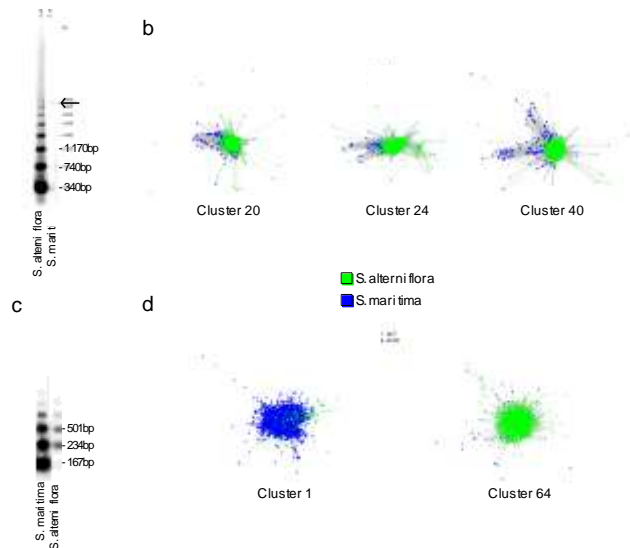 b
-1170bp
-740bp
-340bp
S. alterni flora
S. mari ti
Cluster 20
Cluster 24
Cluster 40
S. alterni flora
S. mari tima
c
d
-501bp
-234bp
-167bp
S. mari tima
S. alterni flora
Cluster 1
Cluster 64